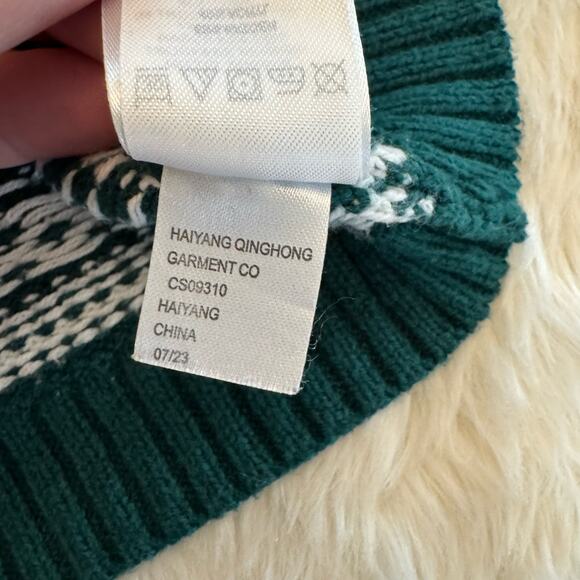 HAIYANG QINGHONG
GARMENT CO
CS09310
HAIYANG
CHINA
07/23